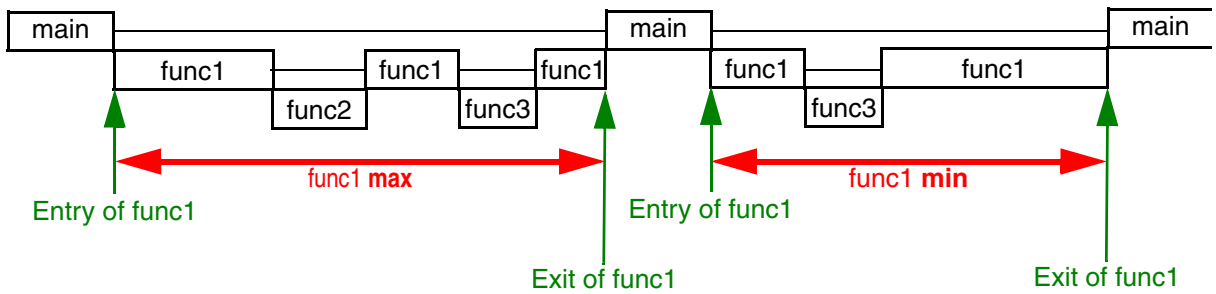 main main main
func1 func1 func1 func1 func1
func2 func3 func3
func1 max func1 min
Entry of func1 Entry of func1
Exit of func1 Exit of func1